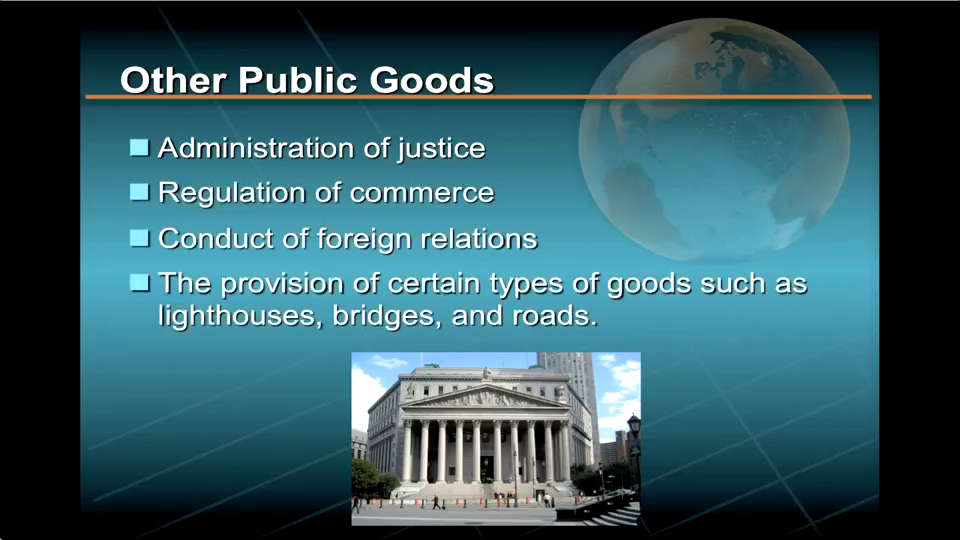 Other Public Goods
Administration of justice
Regulation of commerce
Conduct of foreign relations
The provision of certain types of goods such as
lighthouses, bridges, and roads.